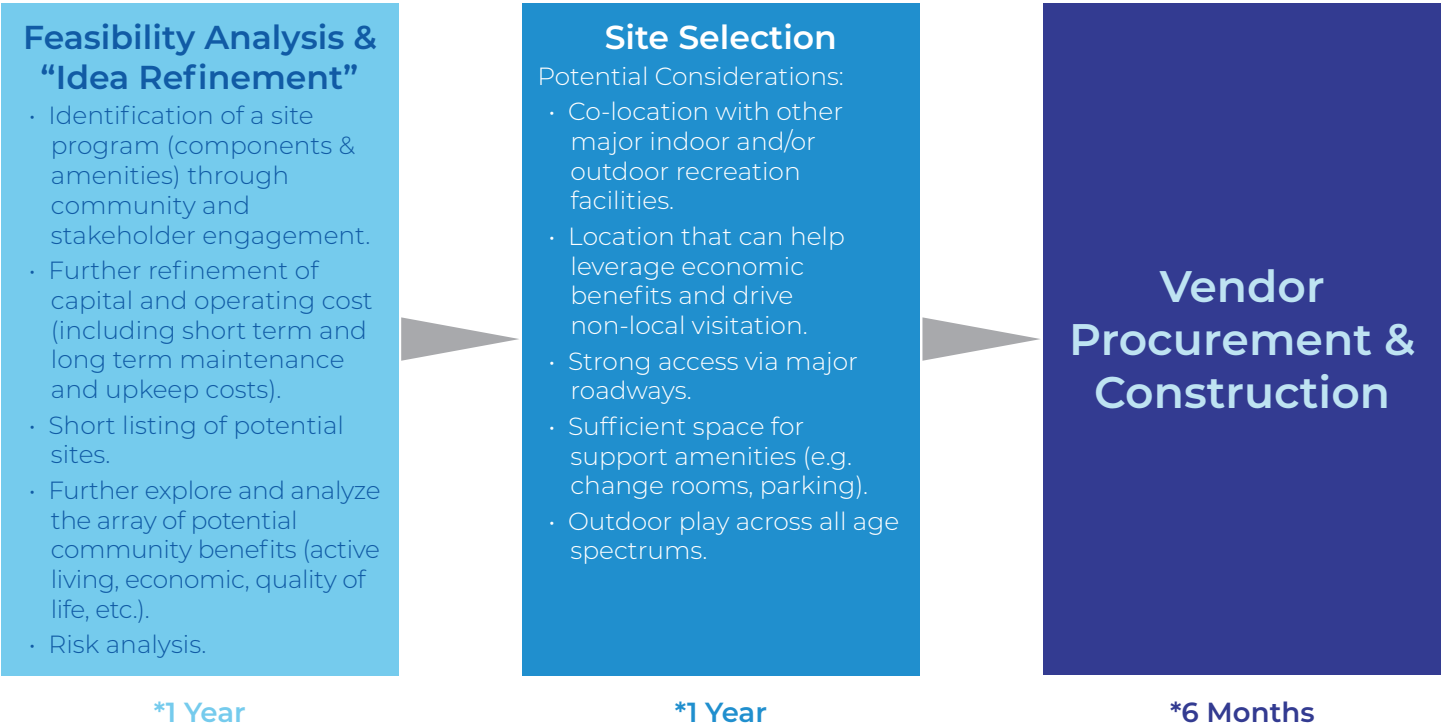 Feasibility Analysis &
“Idea Refinement”
· Identification of a site
program (components &
amenities) through
community and
stakeholder engagement.
· Further refinement of
capital and operating cost
(including short term and
long term maintenance
and upkeep costs).
· Short listing of potential
sites.
· Further explore and analyze
the array of potential
community benefits (active
living, economic, quality of
life, etc.).
· Risk analysis.
*1 Year
Site Selection
Potential Considerations:
· Co-location with other
major indoor and/or
outdoor recreation
facilities.
· Location that can help
leverage economic
benefits and drive
non-local visitation.
· Strong access via major
roadways.
· Sufficient space for
support amenities (e.g.
change rooms, parking).
· Outdoor play across all age
spectrums.
*1 Year
Vendor
Procurement &
Construction
*6 Months